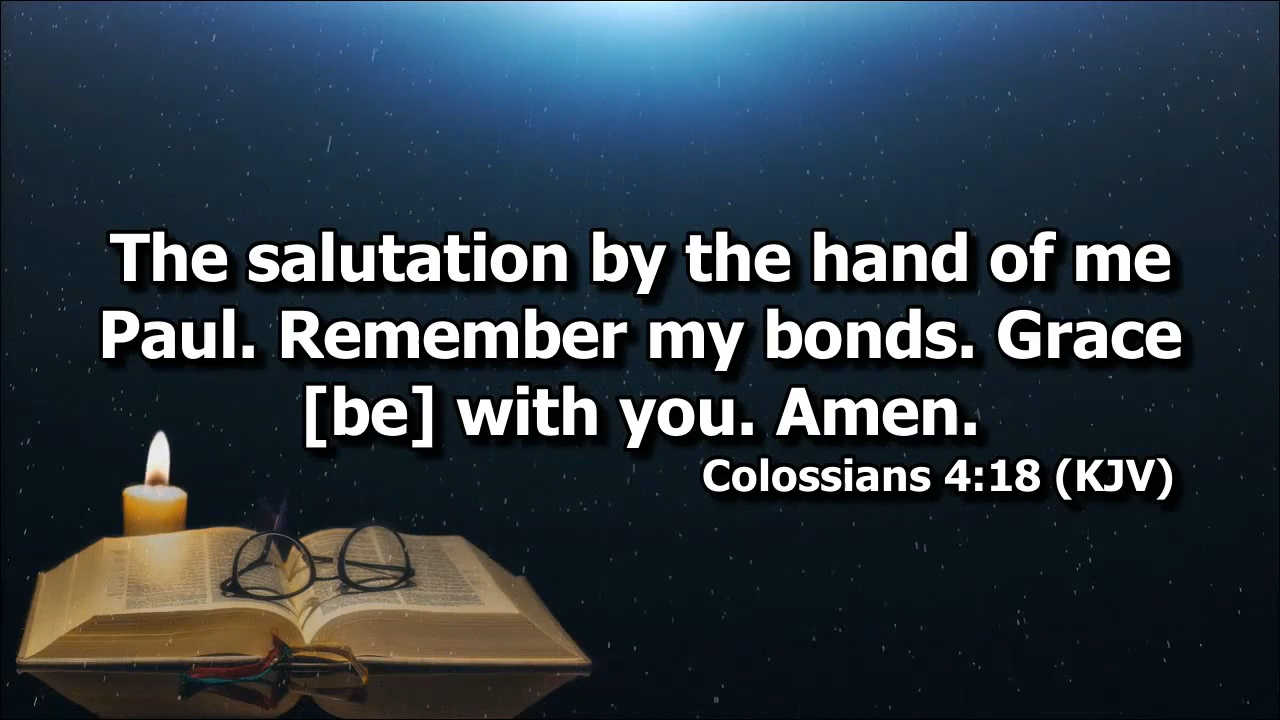 The salutation by the hand of me
Paul. Remember my bonds. Grace
[be] with you. Amen.
Colossians 4:18 (KJV)